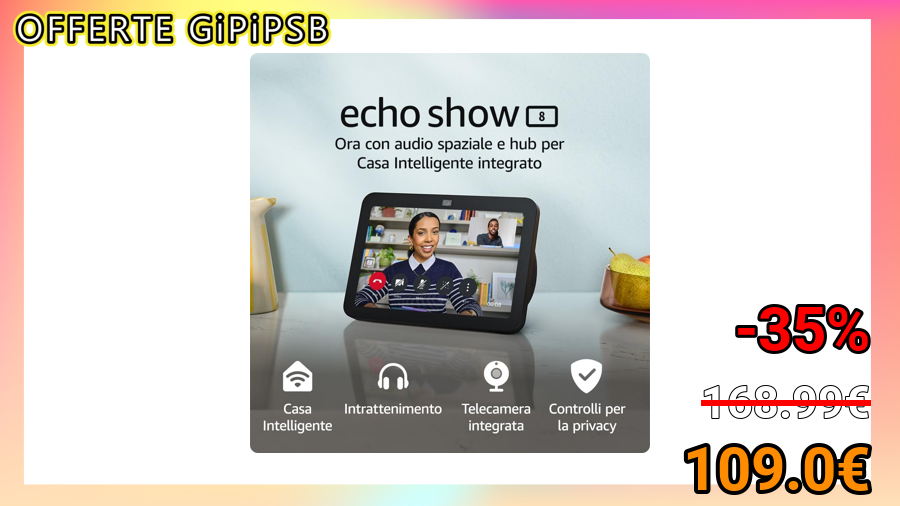 OFFERTE GiPiPSB
echo show 8
Ora con audio spaziale e hub per
Casa Intelligente integrato
Casa
Intelligente
Intrattenimento
Telecamera
integrata
Controlli per
la privacy
-35%
168.99€
109.0€